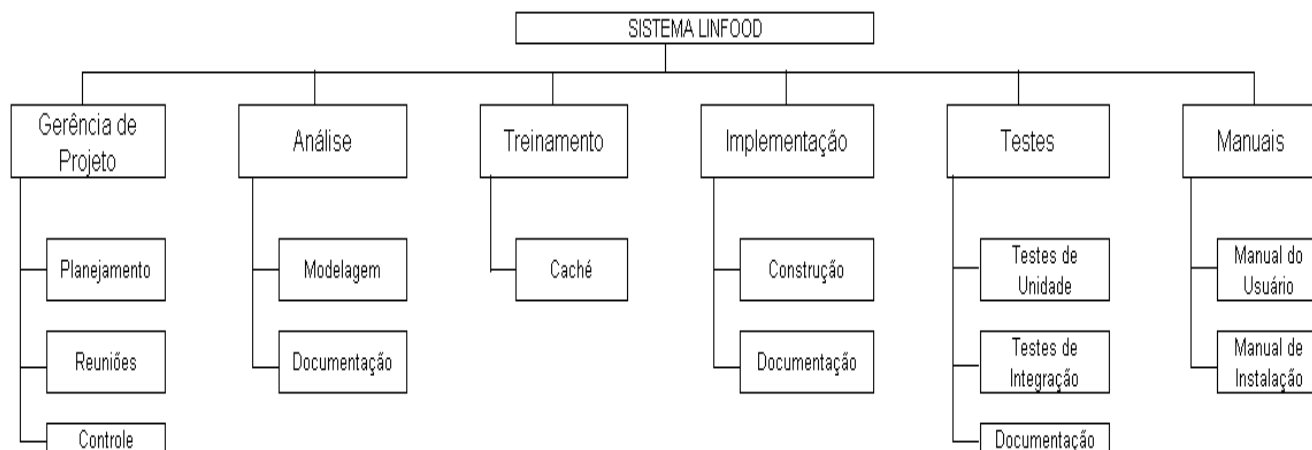 SISTEMA LINFOOD
Gerência de
Projeto
Análise
Treinamento
Implementação
Testes
Manuais
Planejamento
Modelagem
Caché
Construção
Testes de
Unidade
Manual do
Usuário
Reuniões
Documentação
Documentação
Testes de
Integração
Manual de
Instalação
Controle
Documentação